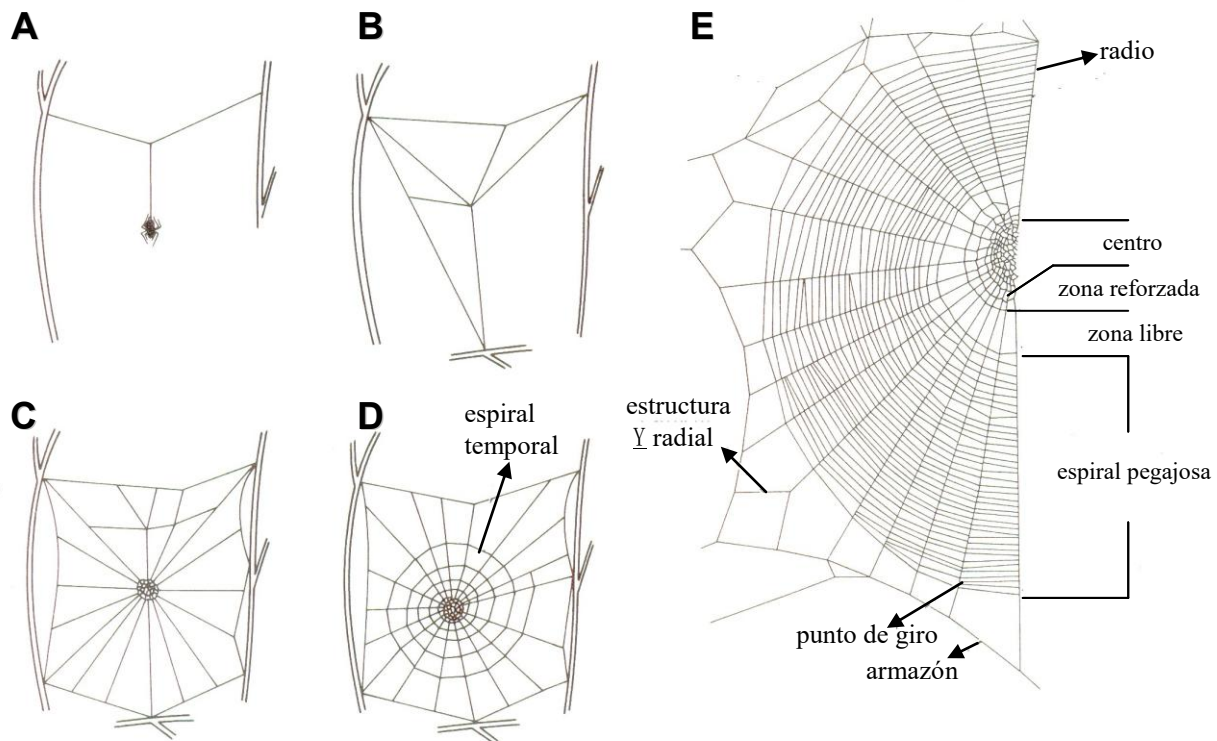 A
B
E
radio
centro
zona reforzada
zona libre
C
D
espiral
temporal
estructura
Y radial
espiral pegajosa
punto de giro
armazón